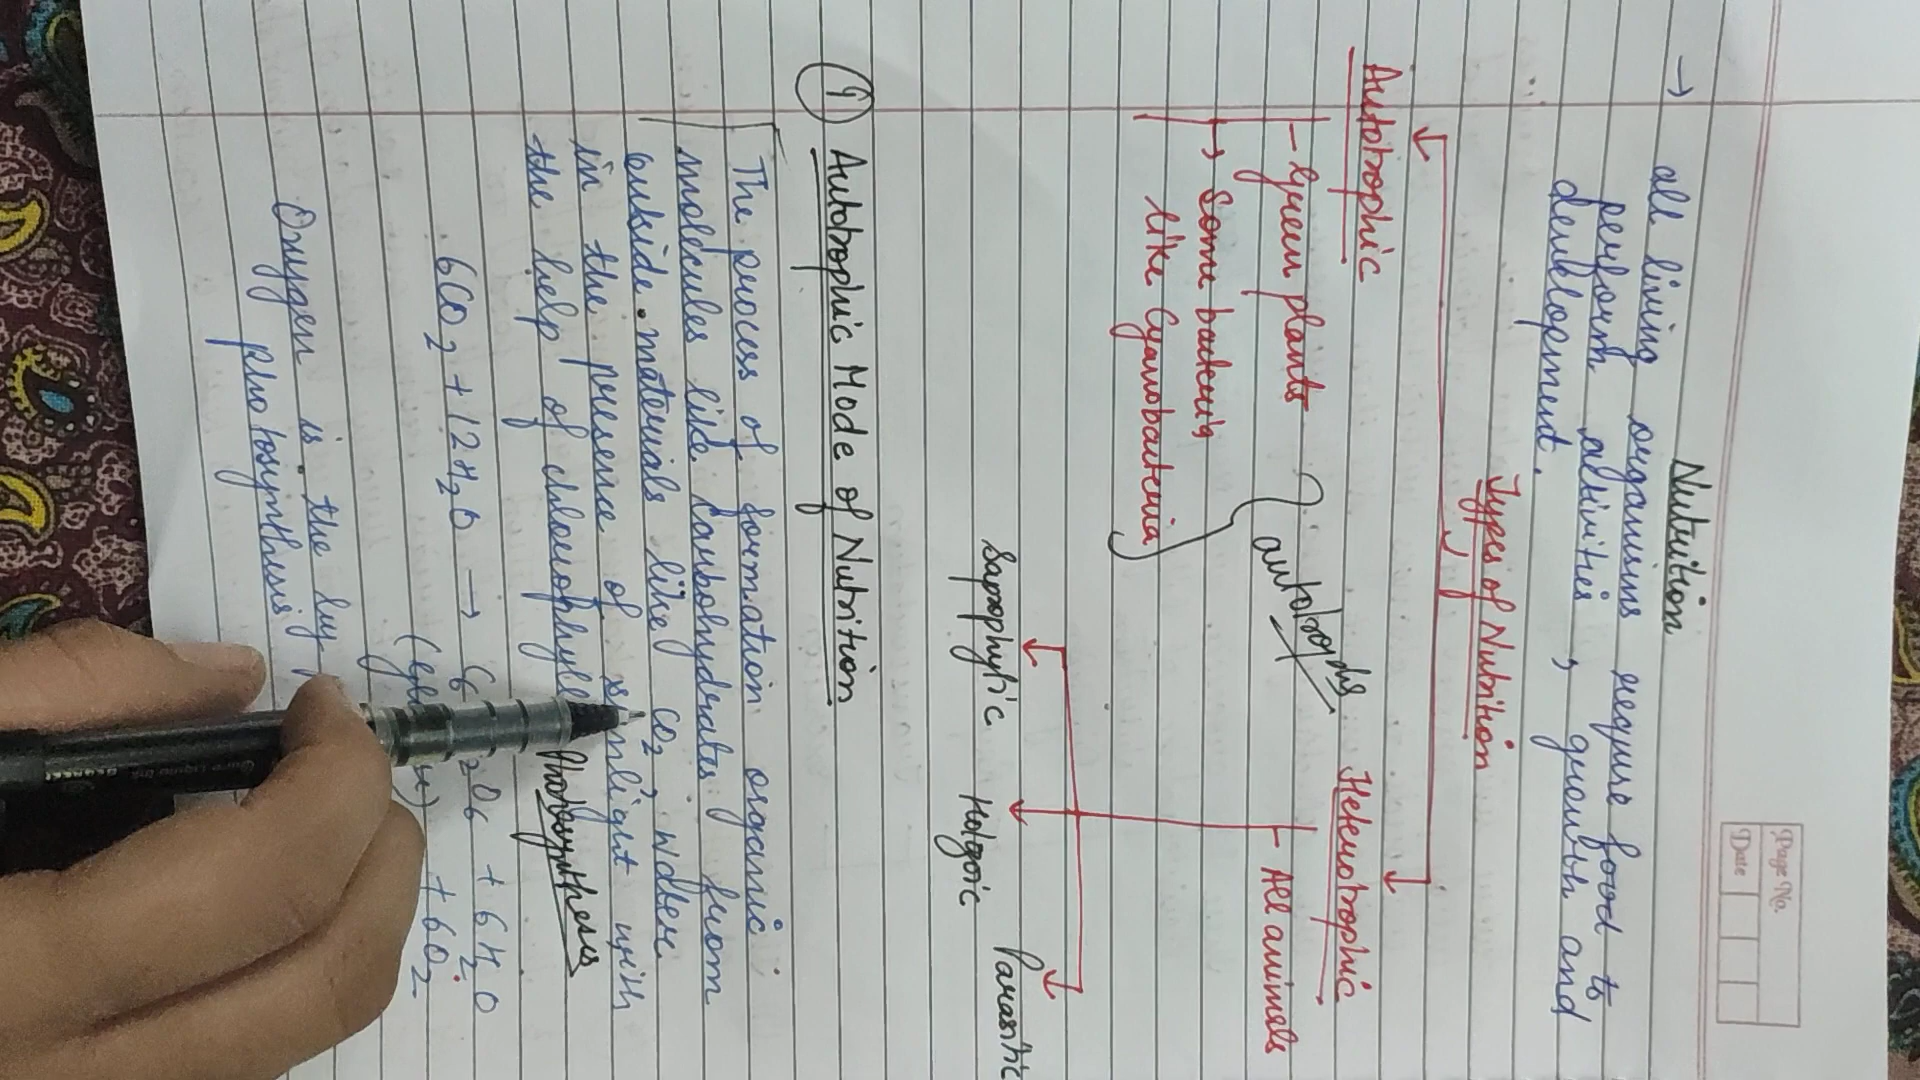 Page No.
Date
Nutrition
→ all living organisms require food to
perform activities, growth and
development.
Types of Nutrition
Autotrophic
Heterotrophic
- Green plants
- All animals
→ Some bacteria
like Cyanobacteria
autotrophs
Saprophytic
Holozoic
Parasitic
① Autotrophic Mode of Nutrition
The process of formation organic
molecules like Carbohydrates from
outside materials like CO2, water
in the presence of sunlight with
the help of chlorophyll
Photosynthesis
6CO2 + 12H2O → + 6H2O
+ 6O2
Oxygen is the by
photosynthesis